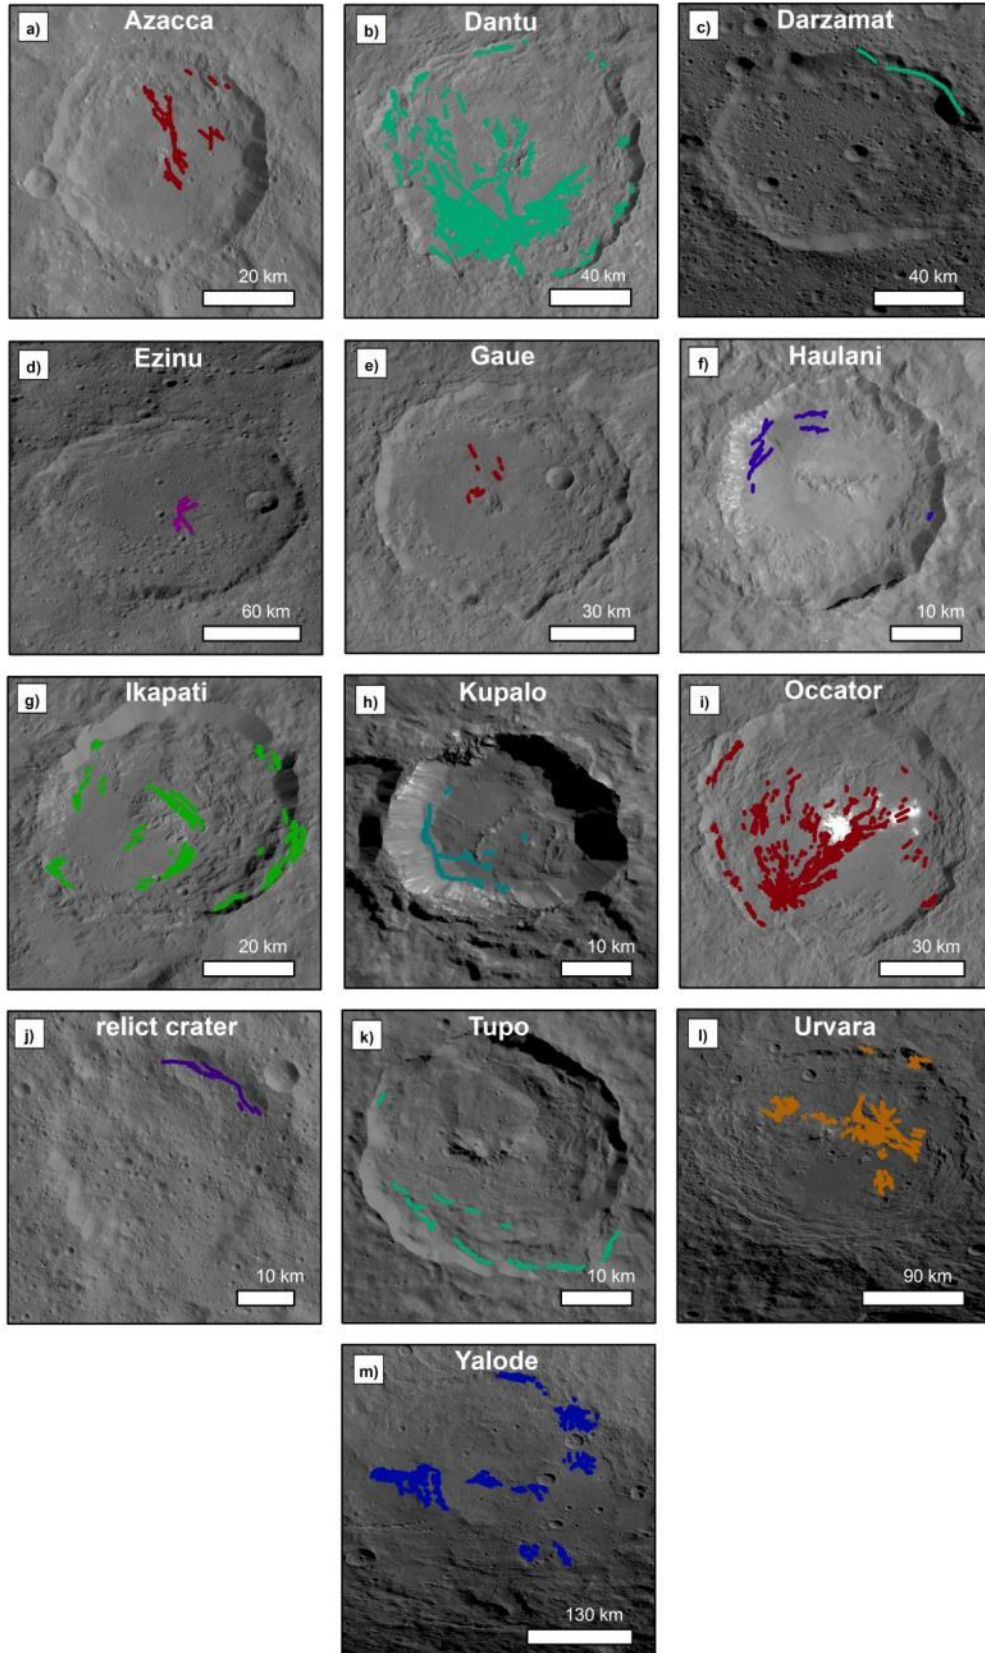 a) Azacca
20 km
b) Dantu
40 km
c) Darzamat
40 km
d) Ezinu
60 km
e) Gaue
30 km
f) Haulani
10 km
g) Ikapati
20 km
h) Kupalo
10 km
i) Occator
30 km
j) relict crater
10 km
k) Tupo
10 km
l) Urvara
90 km
m) Yalode
130 km